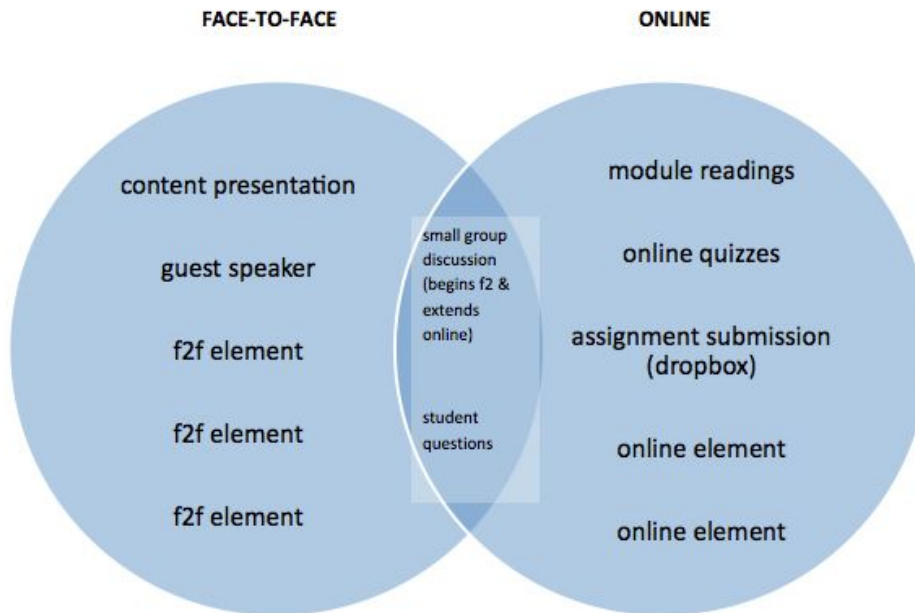 FACE-TO-FACE
ONLINE
content presentation
guest speaker
f2f element
f2f element
f2f element
small group
discussion
(begins f2 &
extends
online)
student
questions
module readings
online quizzes
assignment submission
(dropbox)
online element
online element